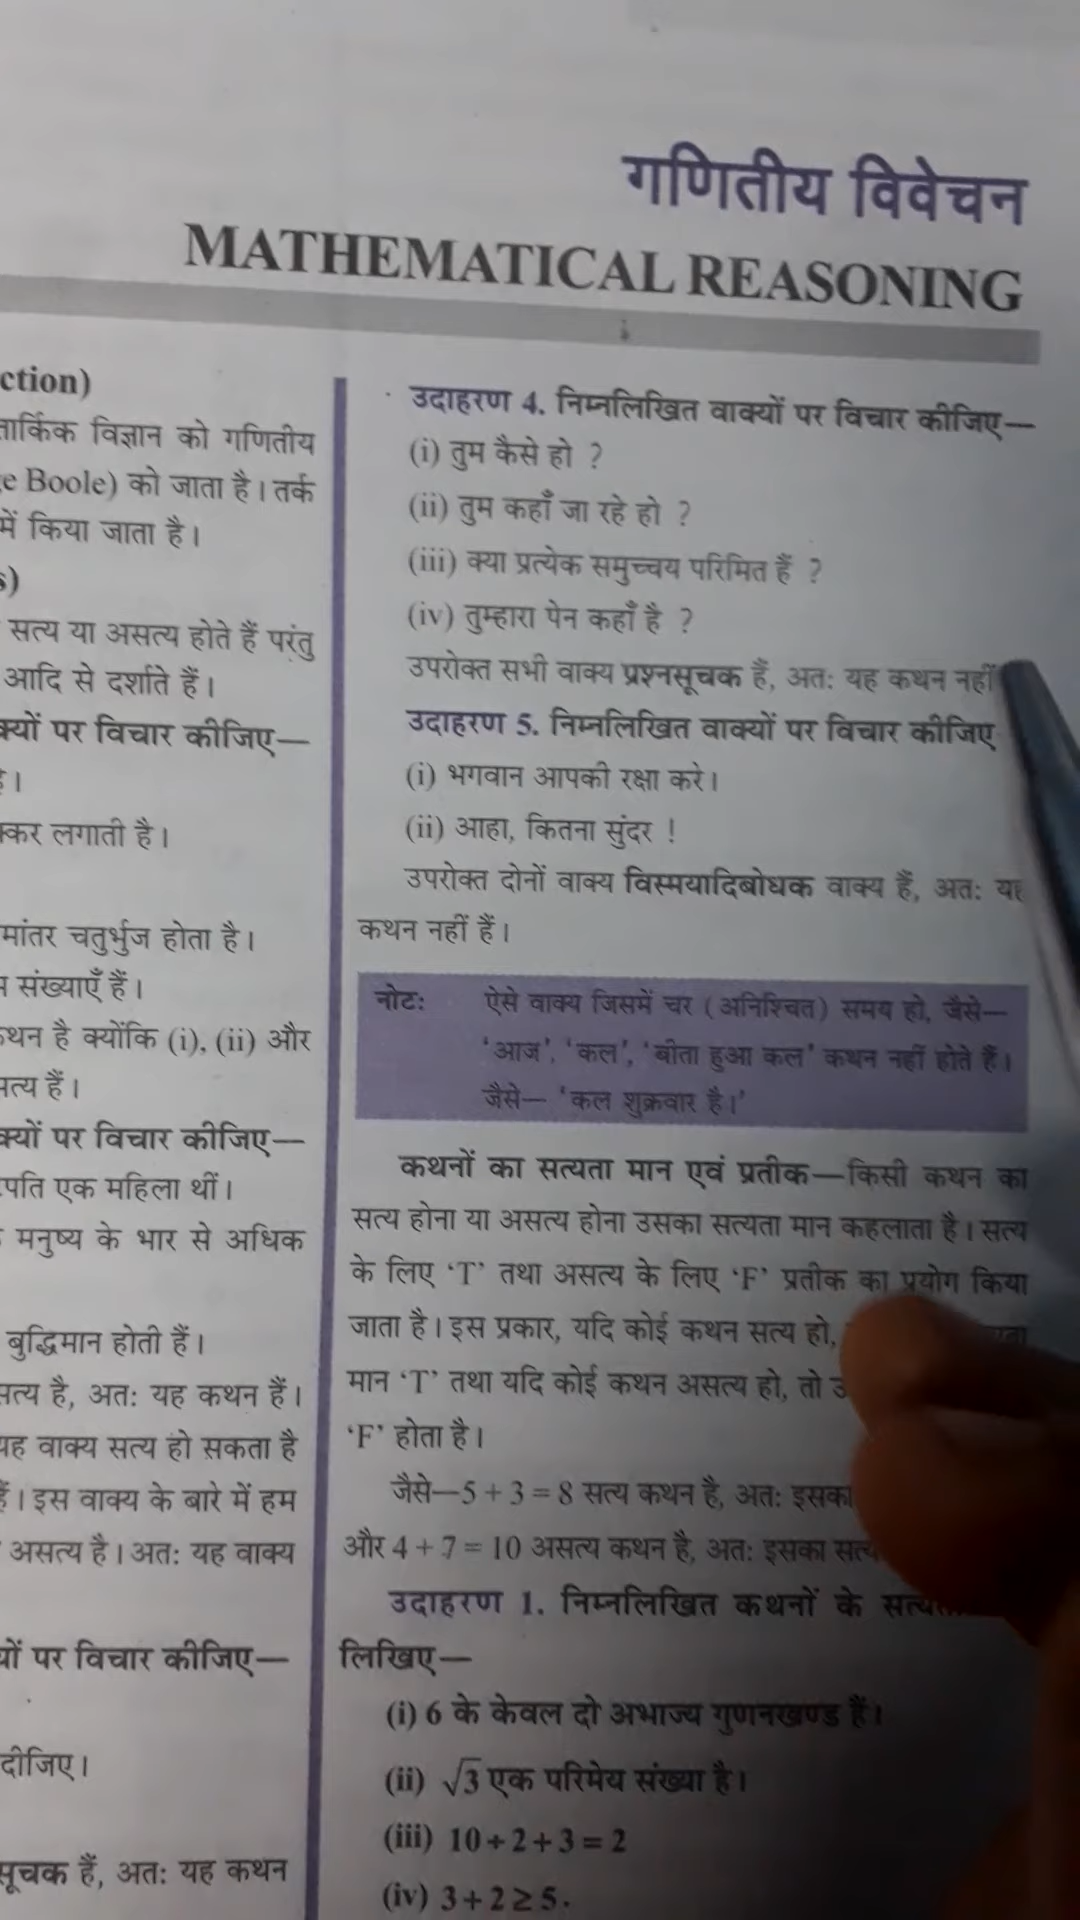 गणितीय विवेचन
MATHEMATICAL REASONING
ction)
तार्किक विज्ञान को गणितीय
e Boole) को जाता है। तर्क
में किया जाता है।
s)
सत्य या असत्य होते हैं परंतु
आदि से दर्शाते हैं।
क्यों पर विचार कीजिए—
है।
क्कर लगाती है।
मांतर चतुर्भुज होता है।
संख्याएँ हैं।
कथन है क्योंकि (i), (ii) और
सत्य हैं।
क्यों पर विचार कीजिए—
पति एक महिला थीं।
मनुष्य के भार से अधिक
बुद्धिमान होती हैं।
सत्य है, अतः यह कथन हैं।
यह वाक्य सत्य हो सकता है
हैं। इस वाक्य के बारे में हम
असत्य है। अतः यह वाक्य
यों पर विचार कीजिए—
दीजिए।
सूचक हैं, अतः यह कथन
उदाहरण 4. निम्नलिखित वाक्यों पर विचार कीजिए—
(i) तुम कैसे हो ?
(ii) तुम कहाँ जा रहे हो ?
(iii) क्या प्रत्येक समुच्चय परिमित हैं ?
(iv) तुम्हारा पेन कहाँ है ?
उपरोक्त सभी वाक्य प्रश्नसूचक हैं, अतः यह कथन नहीं
उदाहरण 5. निम्नलिखित वाक्यों पर विचार कीजिए
(i) भगवान आपकी रक्षा करे।
(ii) आहा, कितना सुंदर !
उपरोक्त दोनों वाक्य विस्मयादिबोधक वाक्य हैं, अतः यह
कथन नहीं हैं।
नोटः ऐसे वाक्य जिसमें चर (अनिश्चित) समय हो, जैसे—
'आज', 'कल', 'बीता हुआ कल' कथन नहीं होते हैं।
जैसे— 'कल शुक्रवार है।'
कथनों का सत्यता मान एवं प्रतीक—किसी कथन का
सत्य होना या असत्य होना उसका सत्यता मान कहलाता है। सत्य
के लिए 'T' तथा असत्य के लिए 'F' प्रतीक का प्रयोग किया
जाता है। इस प्रकार, यदि कोई कथन सत्य हो,
मान 'T' तथा यदि कोई कथन असत्य हो, तो
'F' होता है।
जैसे—5 + 3 = 8 सत्य कथन है, अतः इसका
और 4 + 7 = 10 असत्य कथन है, अतः इसका
उदाहरण 1. निम्नलिखित कथनों के
लिखिए—
(i) 6 के केवल दो अभाज्य गुणनखण्ड हैं।
(ii) √3 एक परिमेय संख्या है।
(iii) 10 ÷ 2 + 3 = 2
(iv) 3 + 2 ≥ 5.